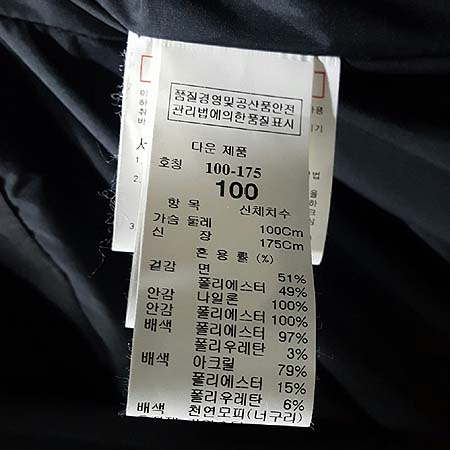 품질경영및공산품안전
관리법에의한품질표시
다운 제품
호칭 100-175
100
항 목 신체치수
가슴 둘레 100Cm
신 장 175Cm
혼 용 률 (%)
겉감 면 51%
폴리에스터 49%
안감 나일론 100%
안감 폴리에스터 100%
배색 폴리에스터 97%
폴리우레탄 3%
배색 아크릴 79%
폴리에스터 15%
폴리우레탄 6%
배색 천연모피(너구리)